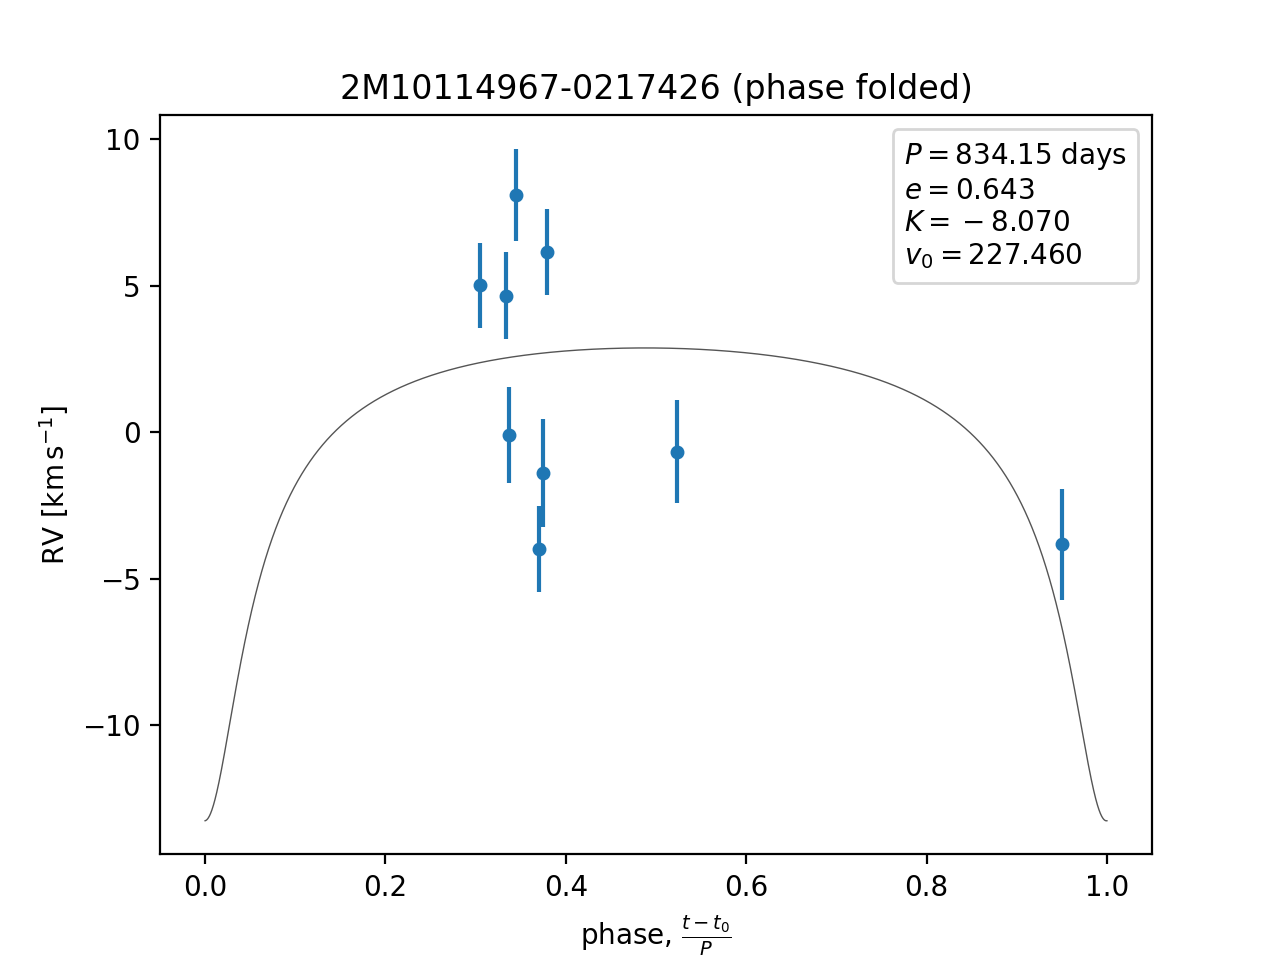 2M10114967-0217426 (phase folded)
P = 834.15 days
e = 0.643
K = − 8.070
v₀ = 227.460
RV [km s⁻¹]
10
5
0
−5
−10
0.0 0.2 0.4 0.6 0.8 1.0
phase, (t − t₀)/P